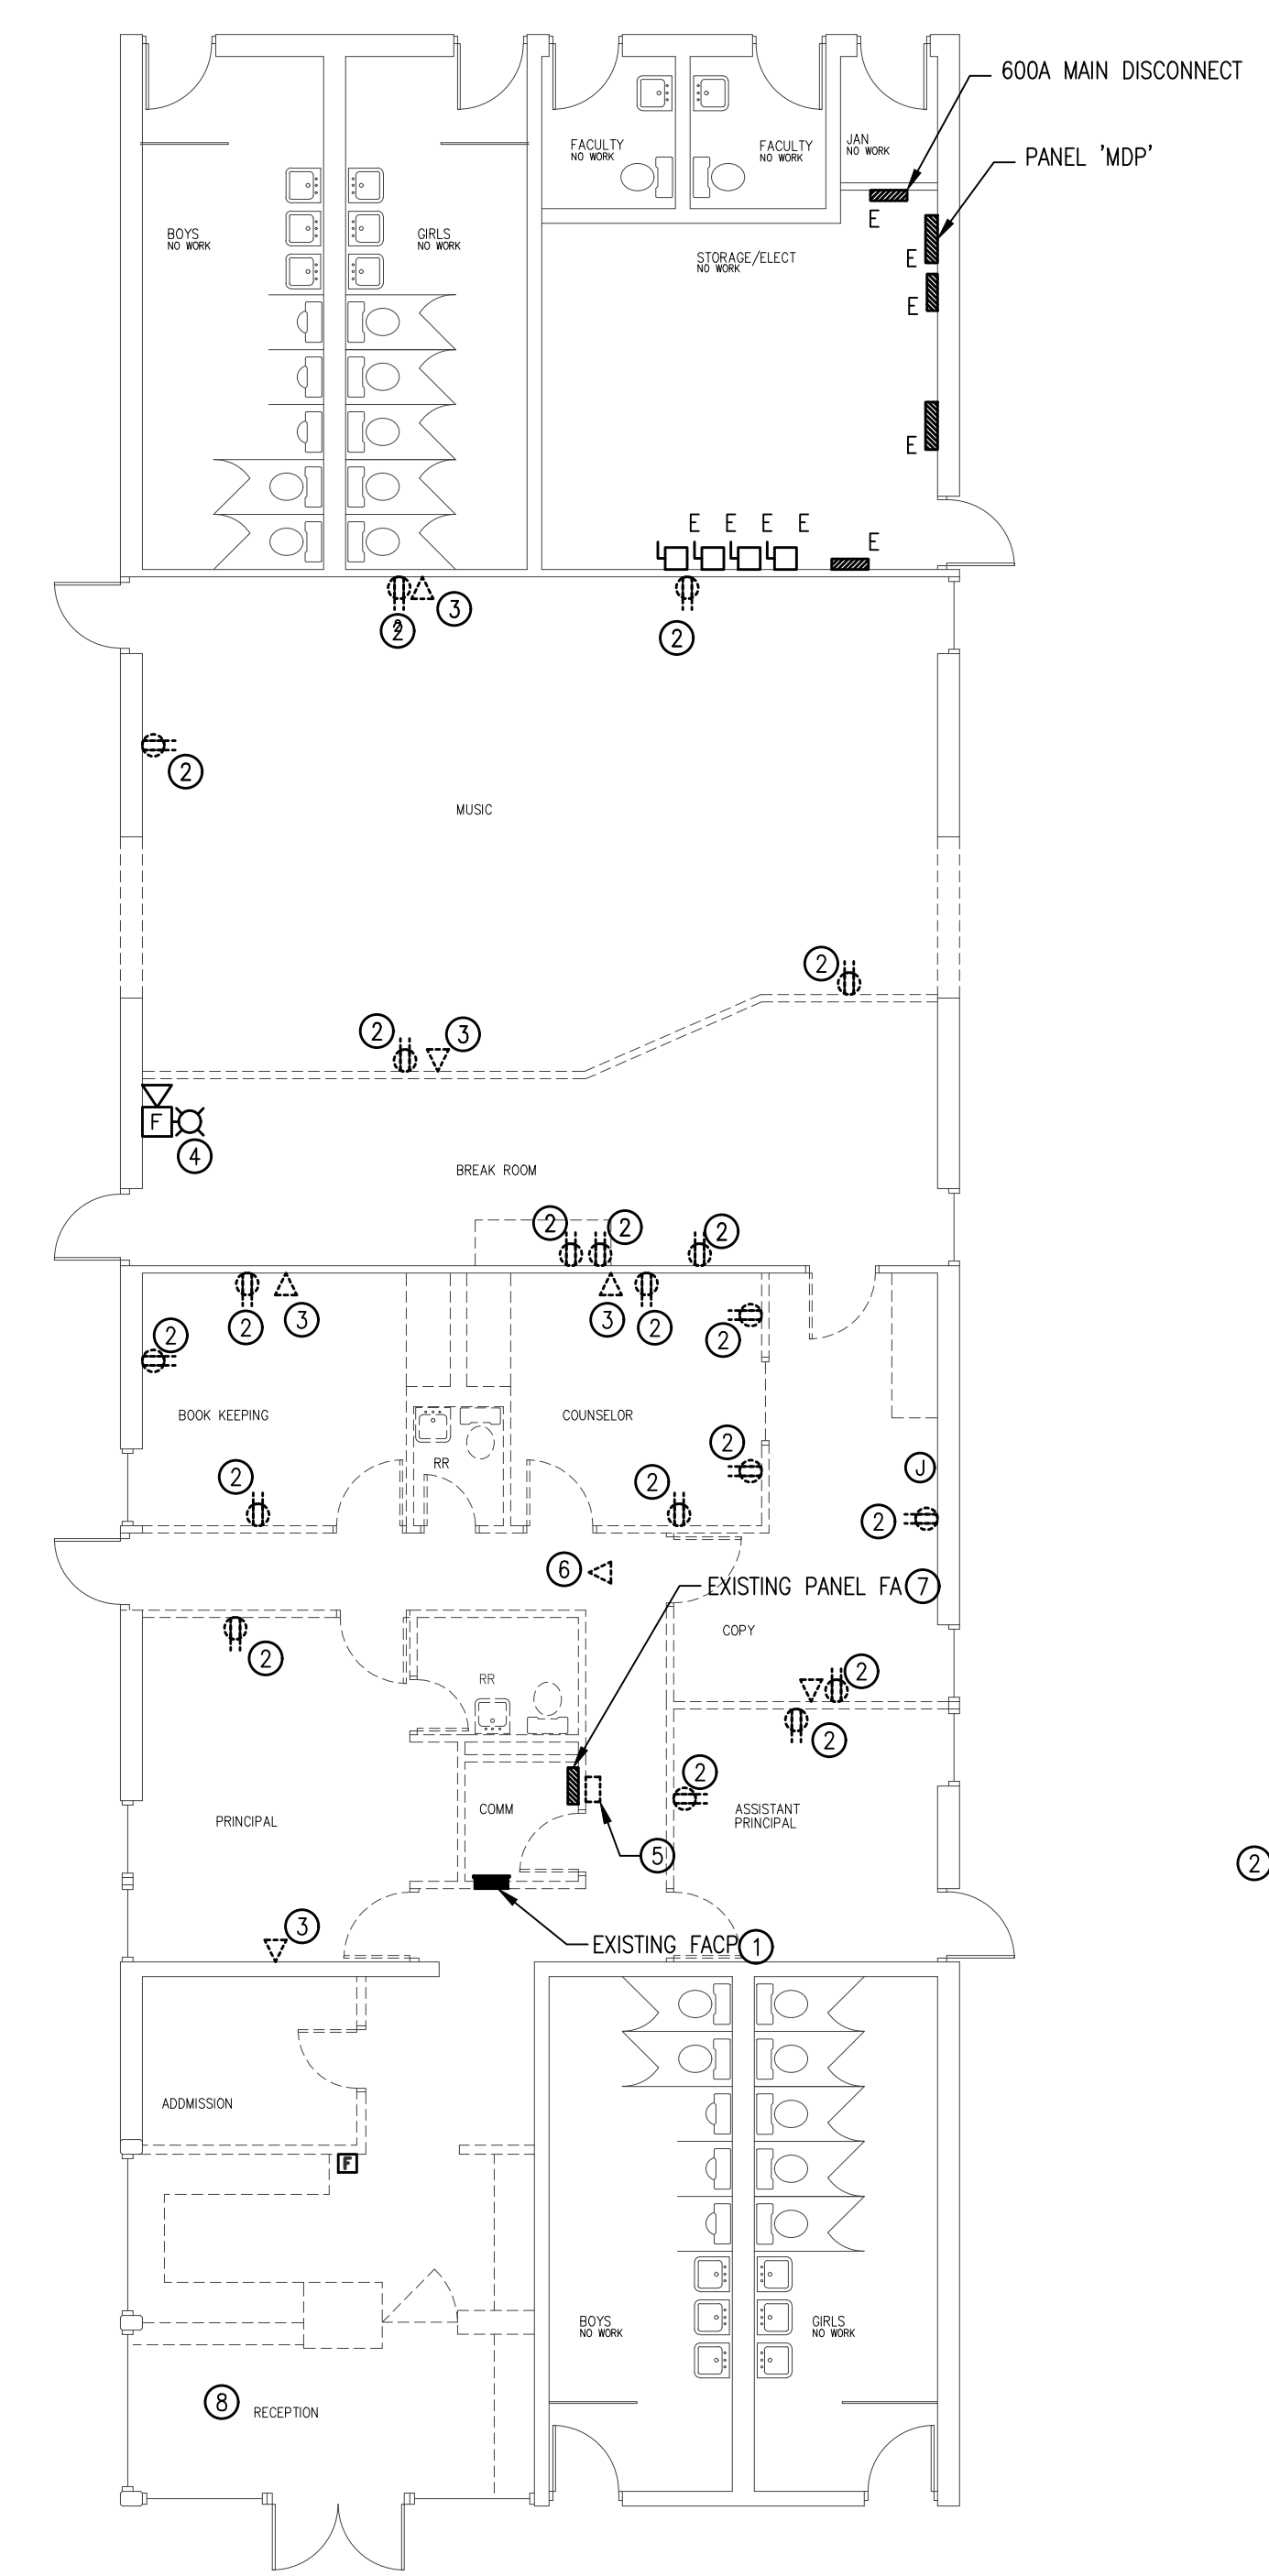 600A MAIN DISCONNECT
FACULTY
NO WORK
FACULTY
NO WORK
JAN
NO WORK
PANEL 'MDP'
E
BOYS
NO WORK
GIRLS
NO WORK
STORAGE/ELECT
NO WORK
E
E
E
E E E E
E
2
3
2
2
MUSIC
2
2
3
F
4
BREAK ROOM
2
2
2
2
3
3
2
2
2
BOOK KEEPING
COUNSELOR
2
2
RR
2
J
2
6
EXISTING PANEL FA 7
COPY
2
RR
2
2
2
COMM
ASSISTANT
PRINCIPAL
PRINCIPAL
5
2
3
EXISTING FACP 1
ADDMISSION
F
BOYS
NO WORK
GIRLS
NO WORK
8
RECEPTION